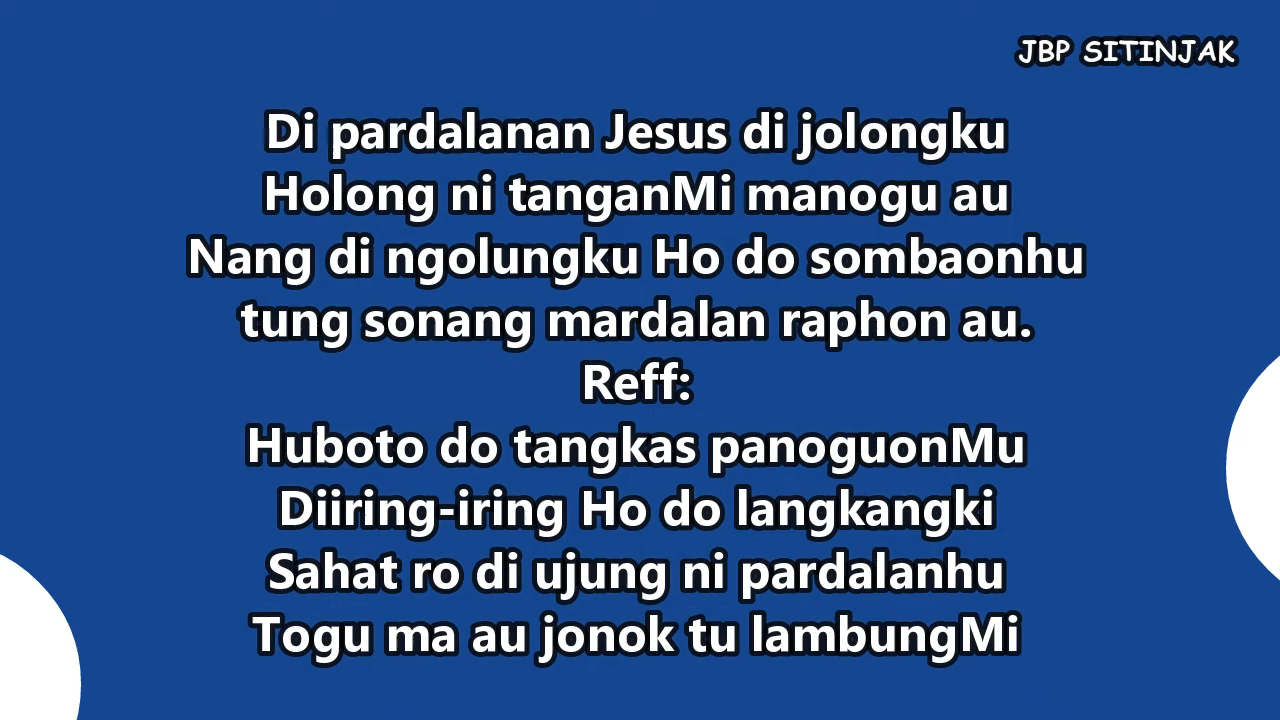 JBP SITINJAK
Di pardalanan Jesus di jolongku
Holong ni tanganMi manogu au
Nang di ngolungku Ho do sombaonhu
tung sonang mardalan raphon au.
Reff:
Huboto do tangkas panoguonMu
Diiring-iring Ho do langkangki
Sahat ro di ujung ni pardalanhu
Togu ma au jonok tu lambungMi